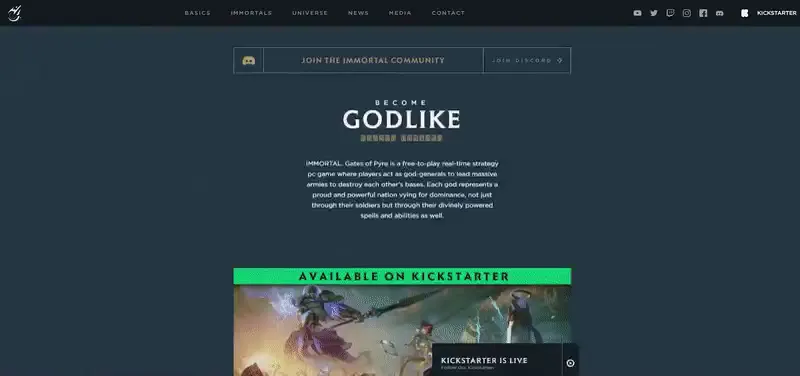 BASICS IMMORTALS UNIVERSE NEWS MEDIA CONTACT KICKSTARTER
JOIN THE IMMORTAL COMMUNITY JOIN DISCORD
BECOME
GODLIKE
IMMORTAL: Gates of Pyre is a free-to-play real-time strategy
pc game where players act as god-generals to lead massive
armies to destroy each other's bases. Each god represents a
proud and powerful nation vying for dominance, not just
through their soldiers but through their divinely powered
spells and abilities as well.
AVAILABLE ON KICKSTARTER
KICKSTARTER IS LIVE
Follow our Kickstarter